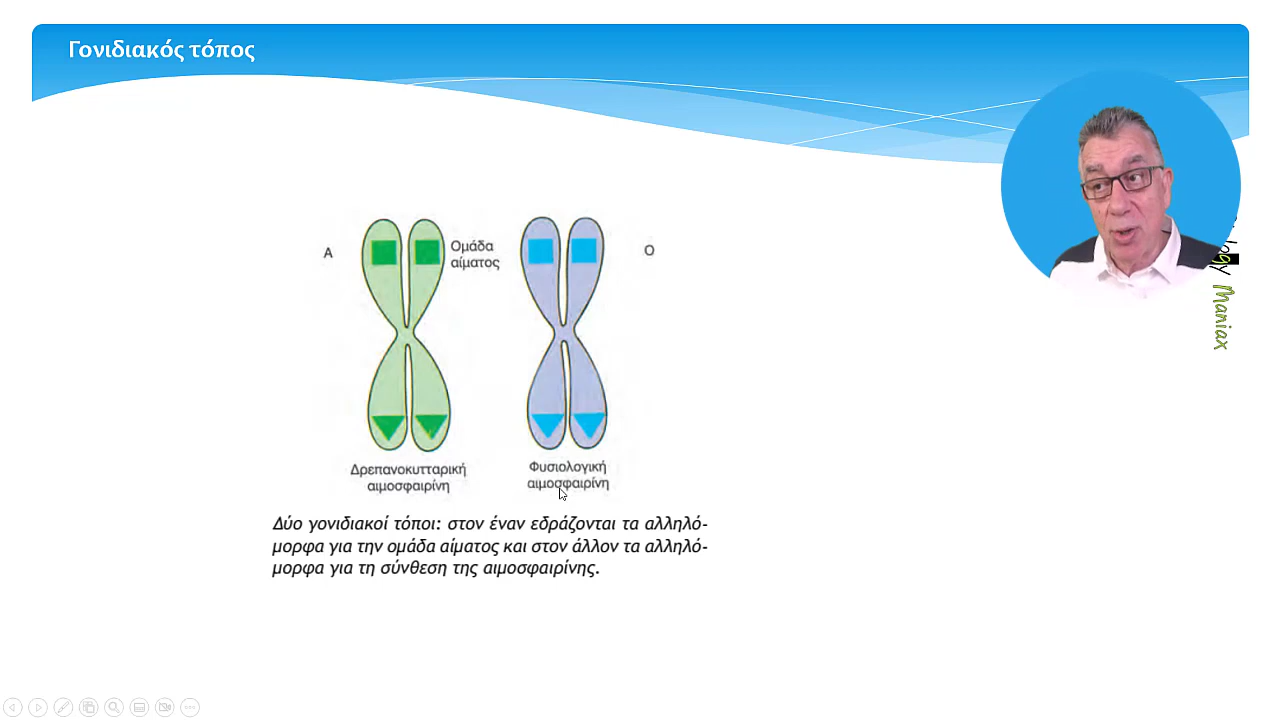 Γονιδιακός τόπος
Α
Ομάδα
αίματος
Ο
Δρεπανοκυτταρική
αιμοσφαιρίνη
Φυσιολογική
αιμοσφαιρίνη
Δύο γονιδιακοί τόποι: στον έναν εδράζονται τα αλληλό-
μορφα για την ομάδα αίματος και στον άλλον τα αλληλό-
μορφα για τη σύνθεση της αιμοσφαιρίνης.
Maniax